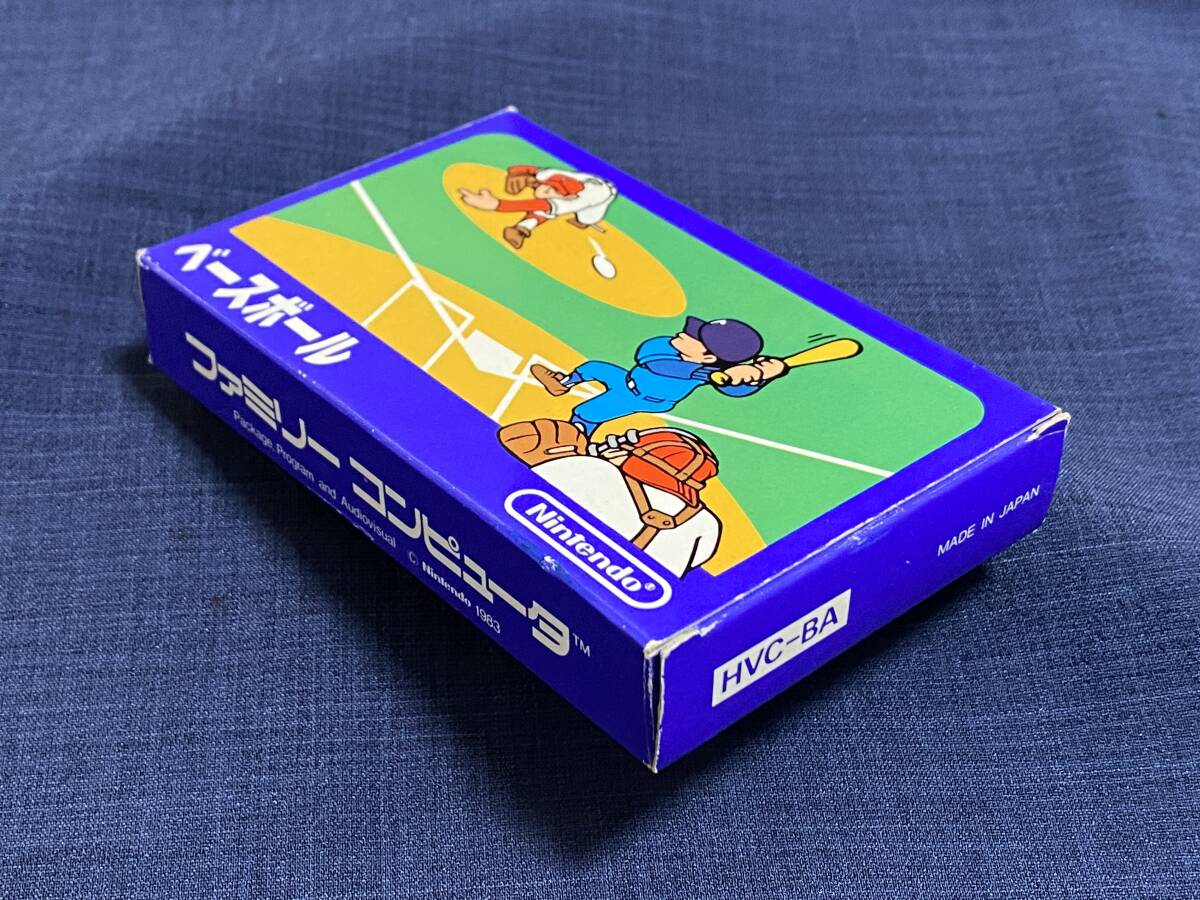 ベースボール
Nintendo®
ファミリー コンピュータ™
Package, Program and Audiovisual © Nintendo 1983
HVC-BA
MADE IN JAPAN